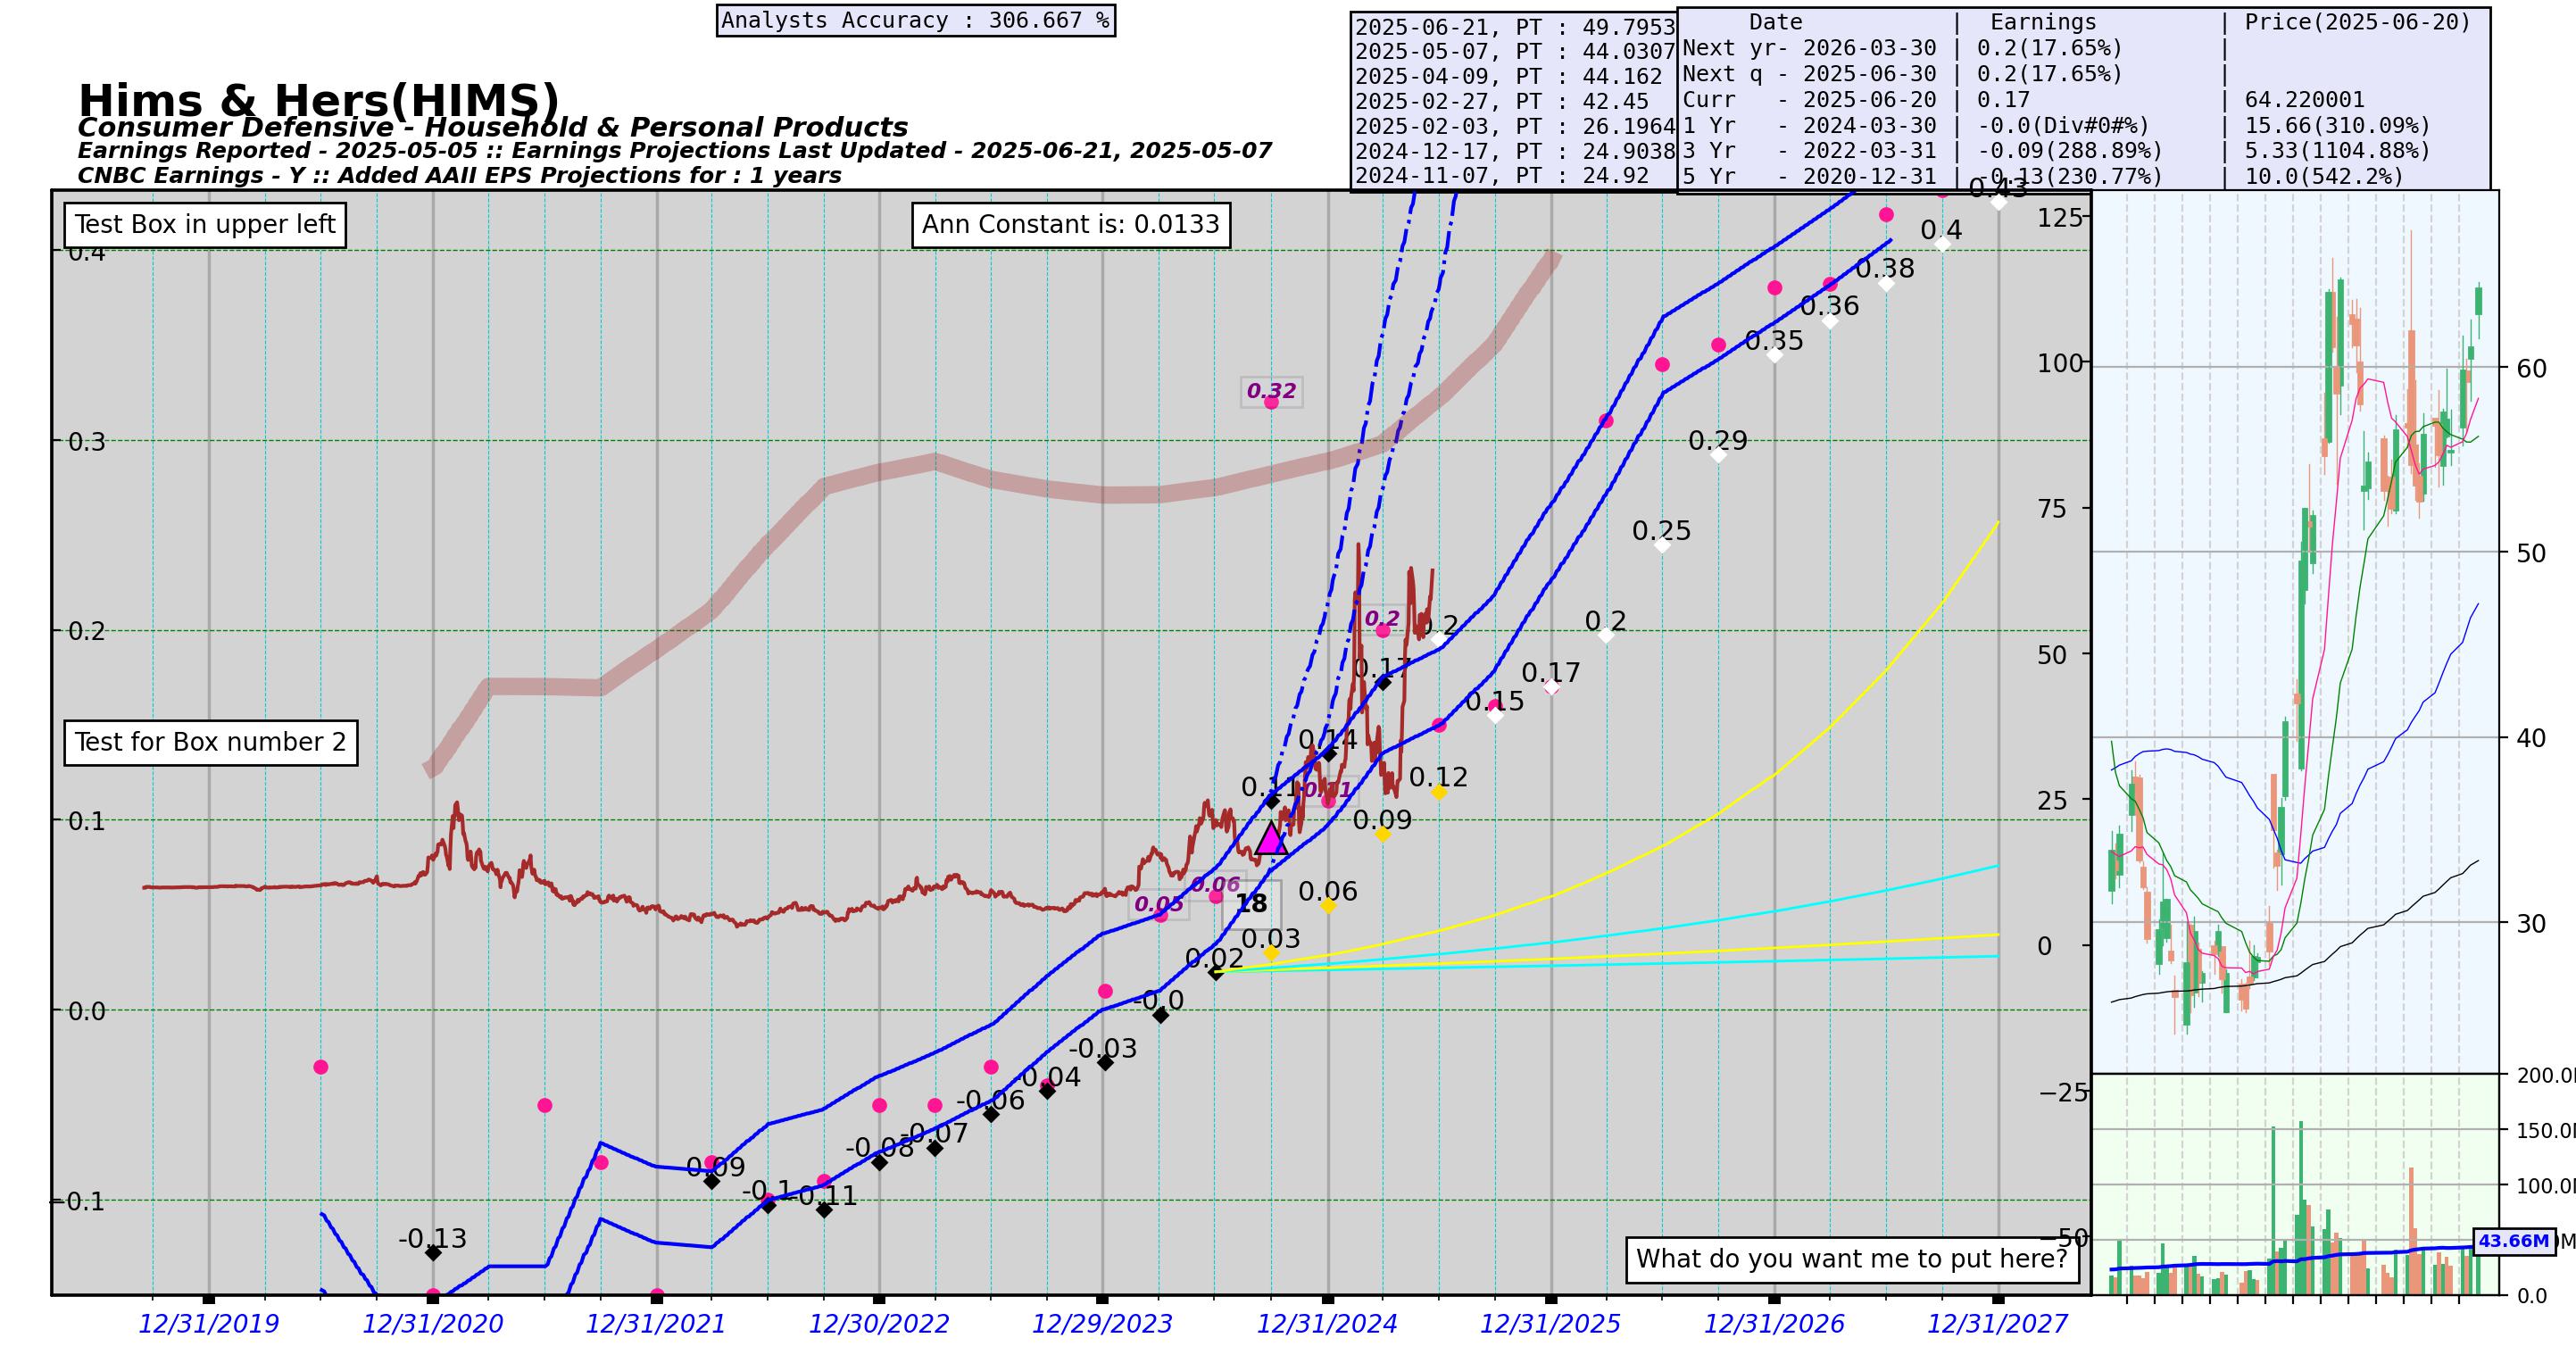 Analysts Accuracy : 306.667 %
2025-06-21, PT : 49.7953
2025-05-07, PT : 44.0307
2025-04-09, PT : 44.162
2025-02-27, PT : 42.45
2025-02-03, PT : 26.1964
2024-12-17, PT : 24.9038
2024-11-07, PT : 24.92
Date | Earnings | Price(2025-06-20)
Next yr- 2026-03-30 | 0.2(17.65%) |
Next q - 2025-06-30 | 0.2(17.65%) |
Curr - 2025-06-20 | 0.17 | 64.220001
1 Yr - 2024-03-30 | -0.0(Div#0#%) | 15.66(310.09%)
3 Yr - 2022-03-31 | -0.09(288.89%) | 5.33(1104.88%)
5 Yr - 2020-12-31 | -0.13(230.77%) | 10.0(542.2%)
Hims & Hers(HIMS)
Consumer Defensive - Household & Personal Products
Earnings Reported - 2025-05-05 :: Earnings Projections Last Updated - 2025-06-21, 2025-05-07
CNBC Earnings - Y :: Added AAII EPS Projections for : 1 years
Test Box in upper left
Ann Constant is: 0.0133
Test for Box number 2
What do you want me to put here?
0.4
0.3
0.2
0.1
0.0
−0.1
-0.13
0.09
-0.1
-0.11
-0.08
-0.07
-0.06
0.04
-0.03
-0.0
0.02
0.05
0.06
18
0.03
0.06
0.09
0.12
0.11
0.11
0.14
0.17
0.2
0.2
0.32
0.15
0.17
0.2
0.25
0.29
0.35
0.36
0.38
0.4
0.43
125
100
75
50
25
0
−25
−50
60
50
40
30
200.0
150.0
100.0
43.66M
0.0
12/31/2019
12/31/2020
12/31/2021
12/30/2022
12/29/2023
12/31/2024
12/31/2025
12/31/2026
12/31/2027